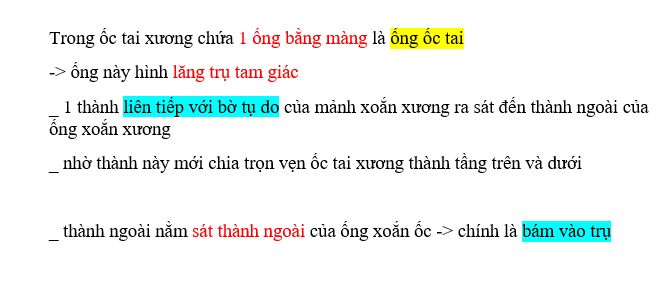 Trong ốc tai xương chứa 1 ống bằng màng là ống ốc tai
-> ống này hình lăng trụ tam giác
_ 1 thành liên tiếp với bờ tự do của mảnh xoắn xương ra sát đến thành ngoài của
ống xoắn xương
_ nhờ thành này mới chia trọn vẹn ốc tai xương thành tầng trên và dưới
_ thành ngoài nằm sát thành ngoài của ống xoắn ốc -> chính là bám vào trụ